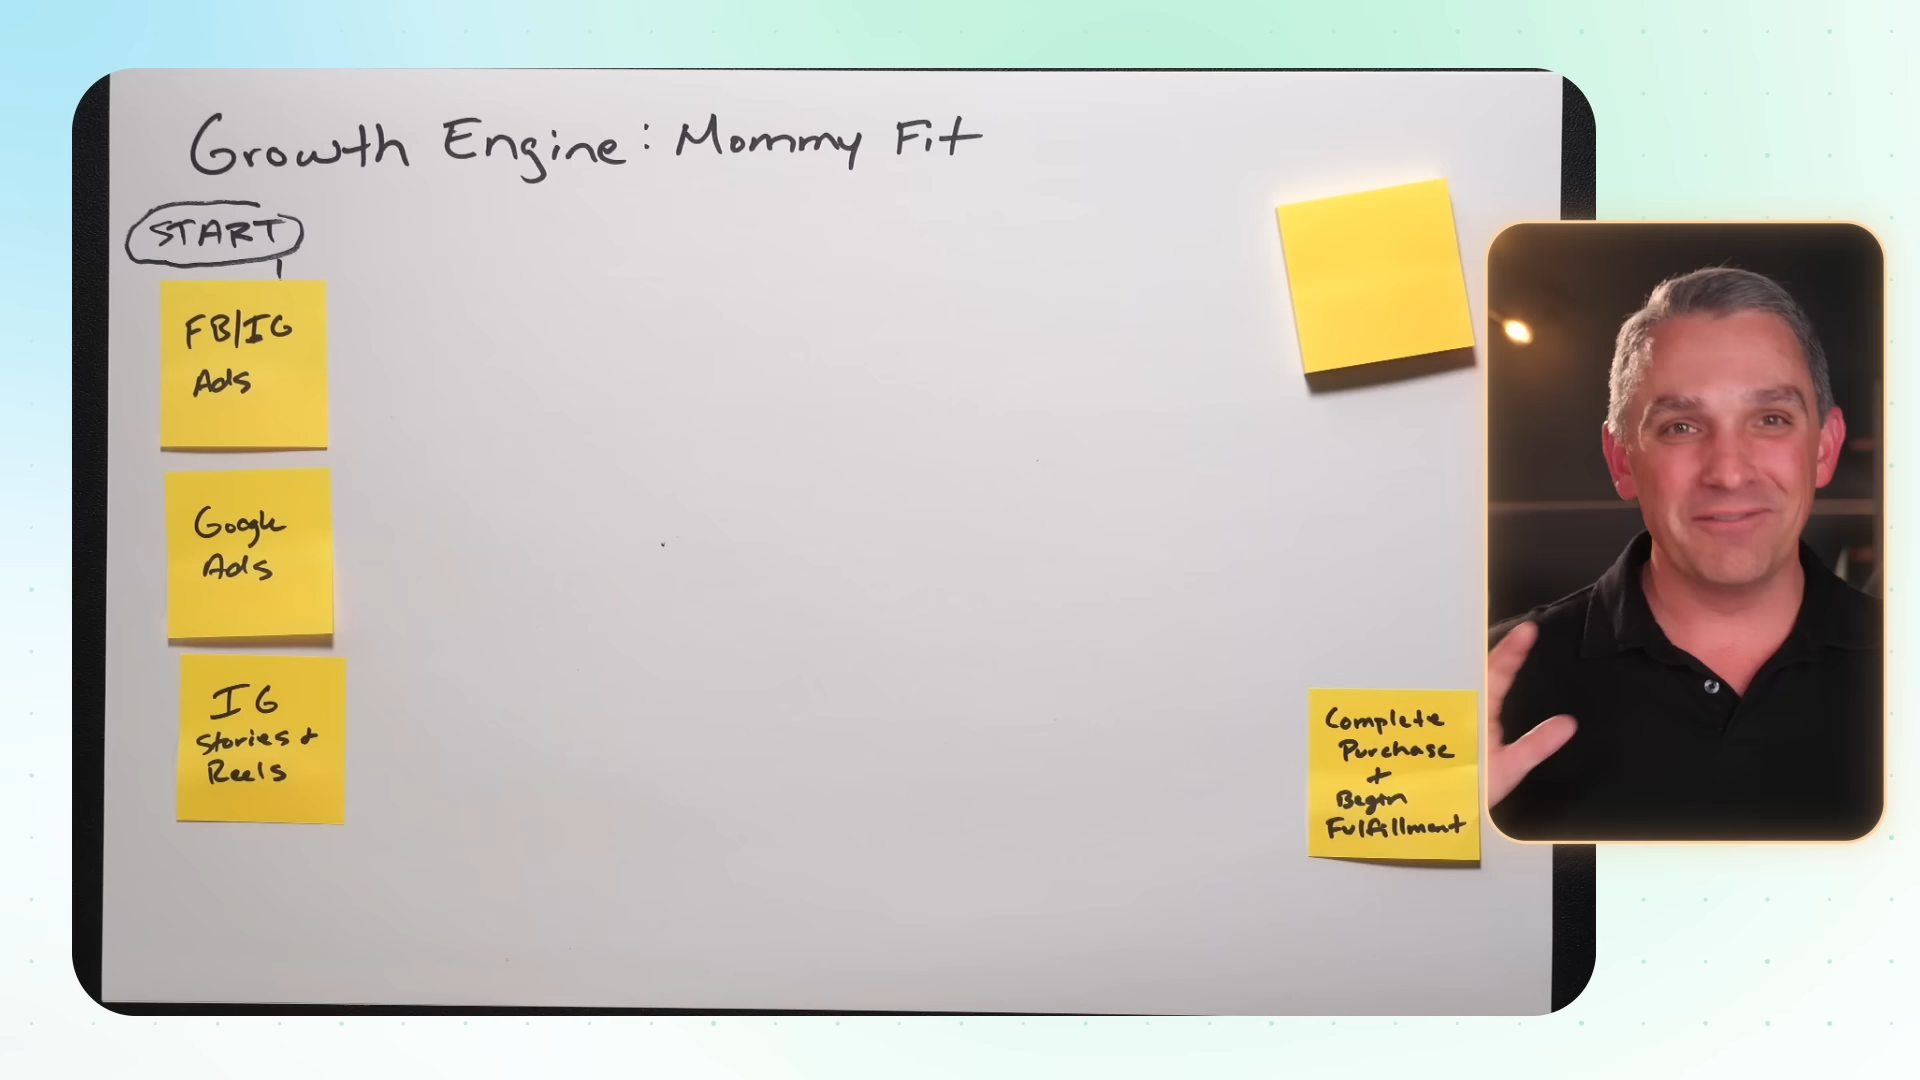 Growth Engine: Mommy Fit
START
FB/IG
Ads
Google
Ads
IG
Stories +
Reels
Complete
Purchase
+
Begin
Fulfillment